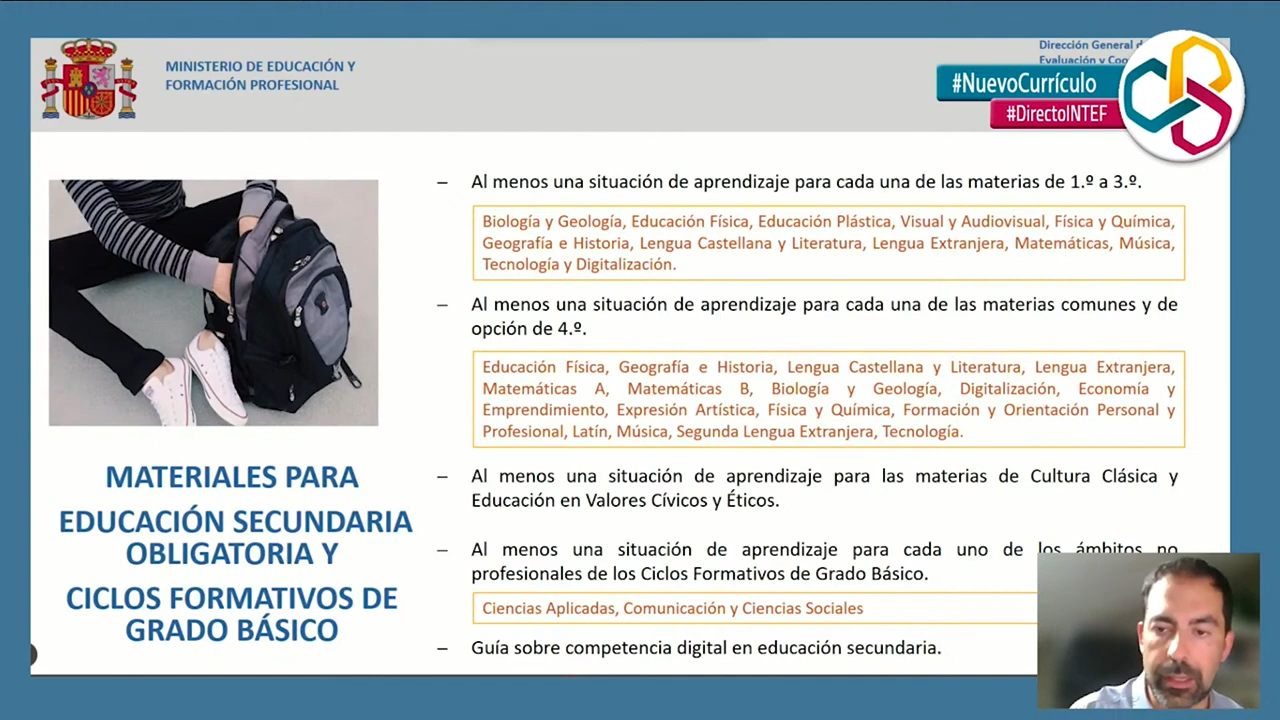 MINISTERIO DE EDUCACIÓN Y
FORMACIÓN PROFESIONAL
Dirección General de
Evaluación y
#NuevoCurrículo
#DirectoINTEF
– Al menos una situación de aprendizaje para cada una de las materias de 1.º a 3.º.
Biología y Geología, Educación Física, Educación Plástica, Visual y Audiovisual, Física y Química,
Geografía e Historia, Lengua Castellana y Literatura, Lengua Extranjera, Matemáticas, Música,
Tecnología y Digitalización.
– Al menos una situación de aprendizaje para cada una de las materias comunes y de
opción de 4.º.
Educación Física, Geografía e Historia, Lengua Castellana y Literatura, Lengua Extranjera,
Matemáticas A, Matemáticas B, Biología y Geología, Digitalización, Economía y
Emprendimiento, Expresión Artística, Física y Química, Formación y Orientación Personal y
Profesional, Latín, Música, Segunda Lengua Extranjera, Tecnología.
– Al menos una situación de aprendizaje para las materias de Cultura Clásica y
Educación en Valores Cívicos y Éticos.
– Al menos una situación de aprendizaje para cada uno de los ámbitos no
profesionales de los Ciclos Formativos de Grado Básico.
Ciencias Aplicadas, Comunicación y Ciencias Sociales
– Guía sobre competencia digital en educación secundaria.
MATERIALES PARA
EDUCACIÓN SECUNDARIA
OBLIGATORIA Y
CICLOS FORMATIVOS DE
GRADO BÁSICO